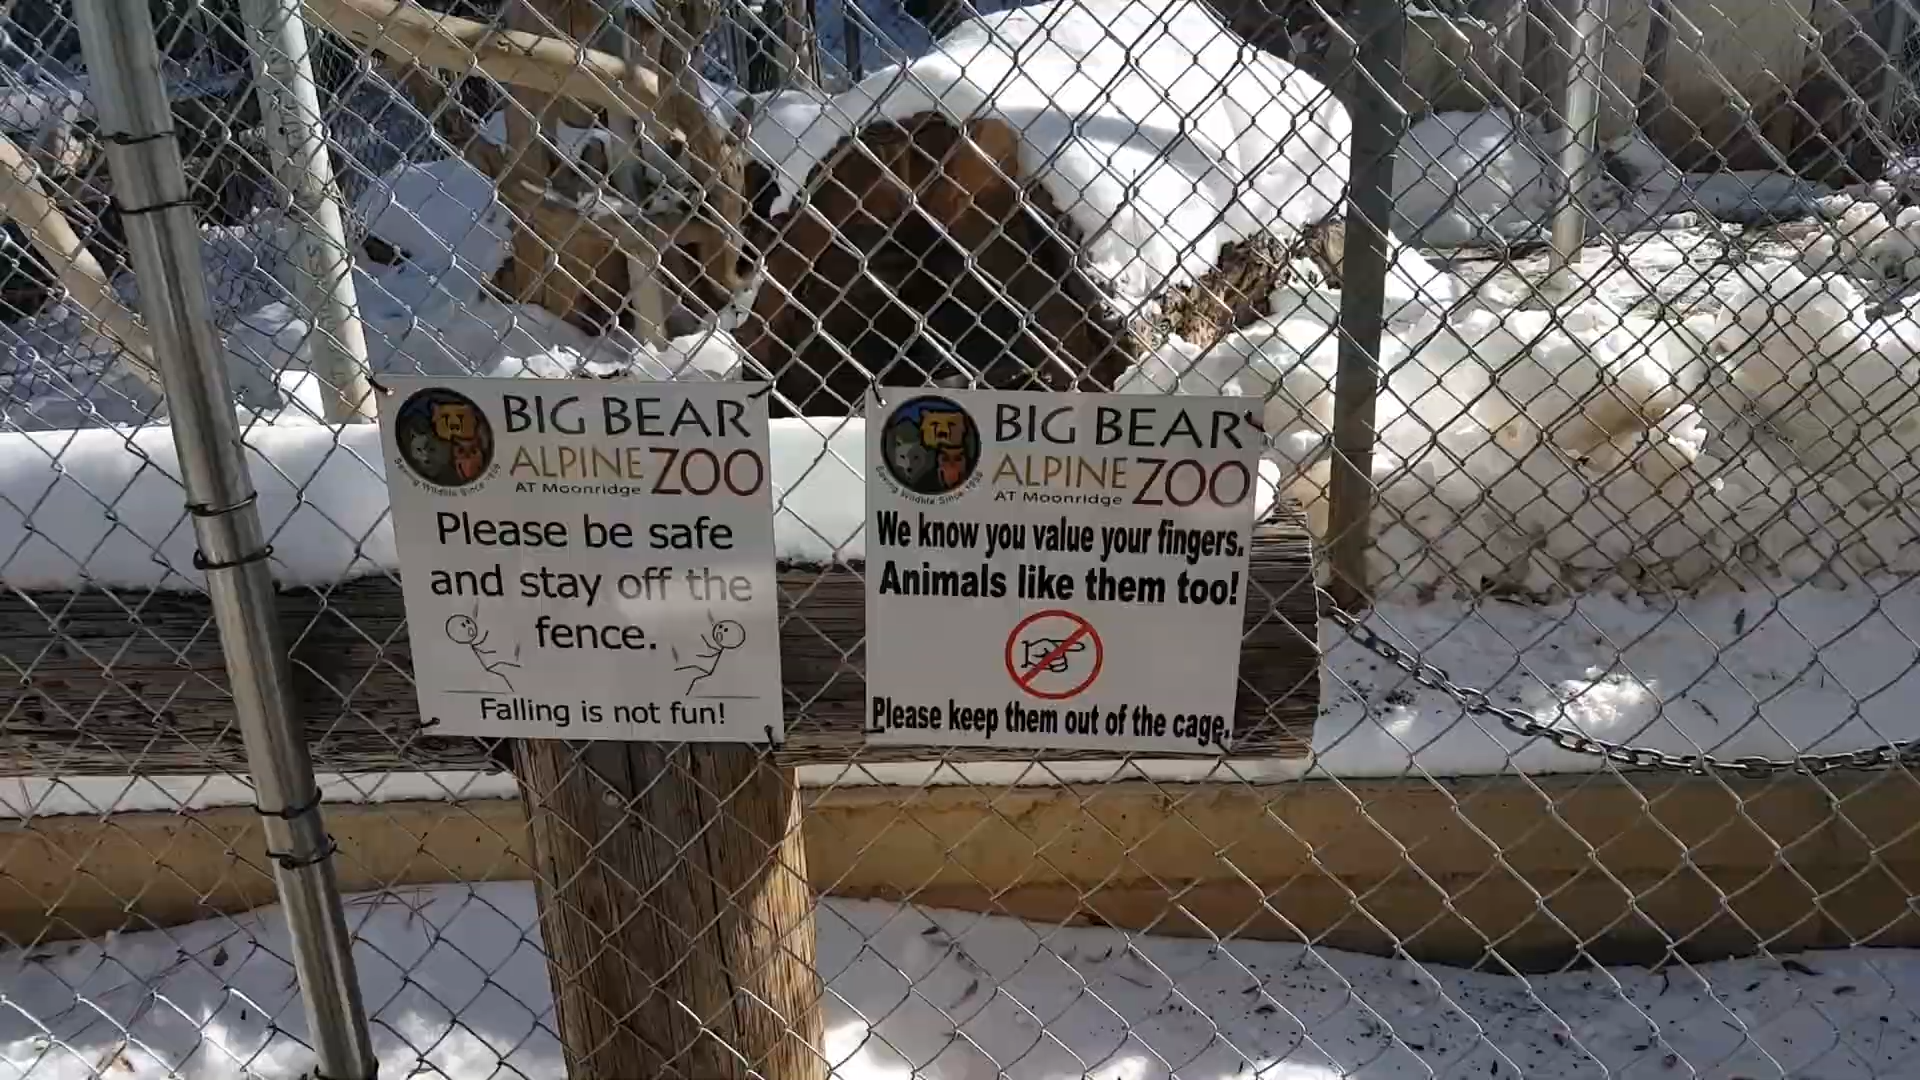 BIG BEAR
ALPINE ZOO
AT Moonridge
Please be safe
and stay off the
fence.
Falling is not fun!
BIG BEAR
ALPINE ZOO
AT Moonridge
We know you value your fingers.
Animals like them too!
Please keep them out of the cage.